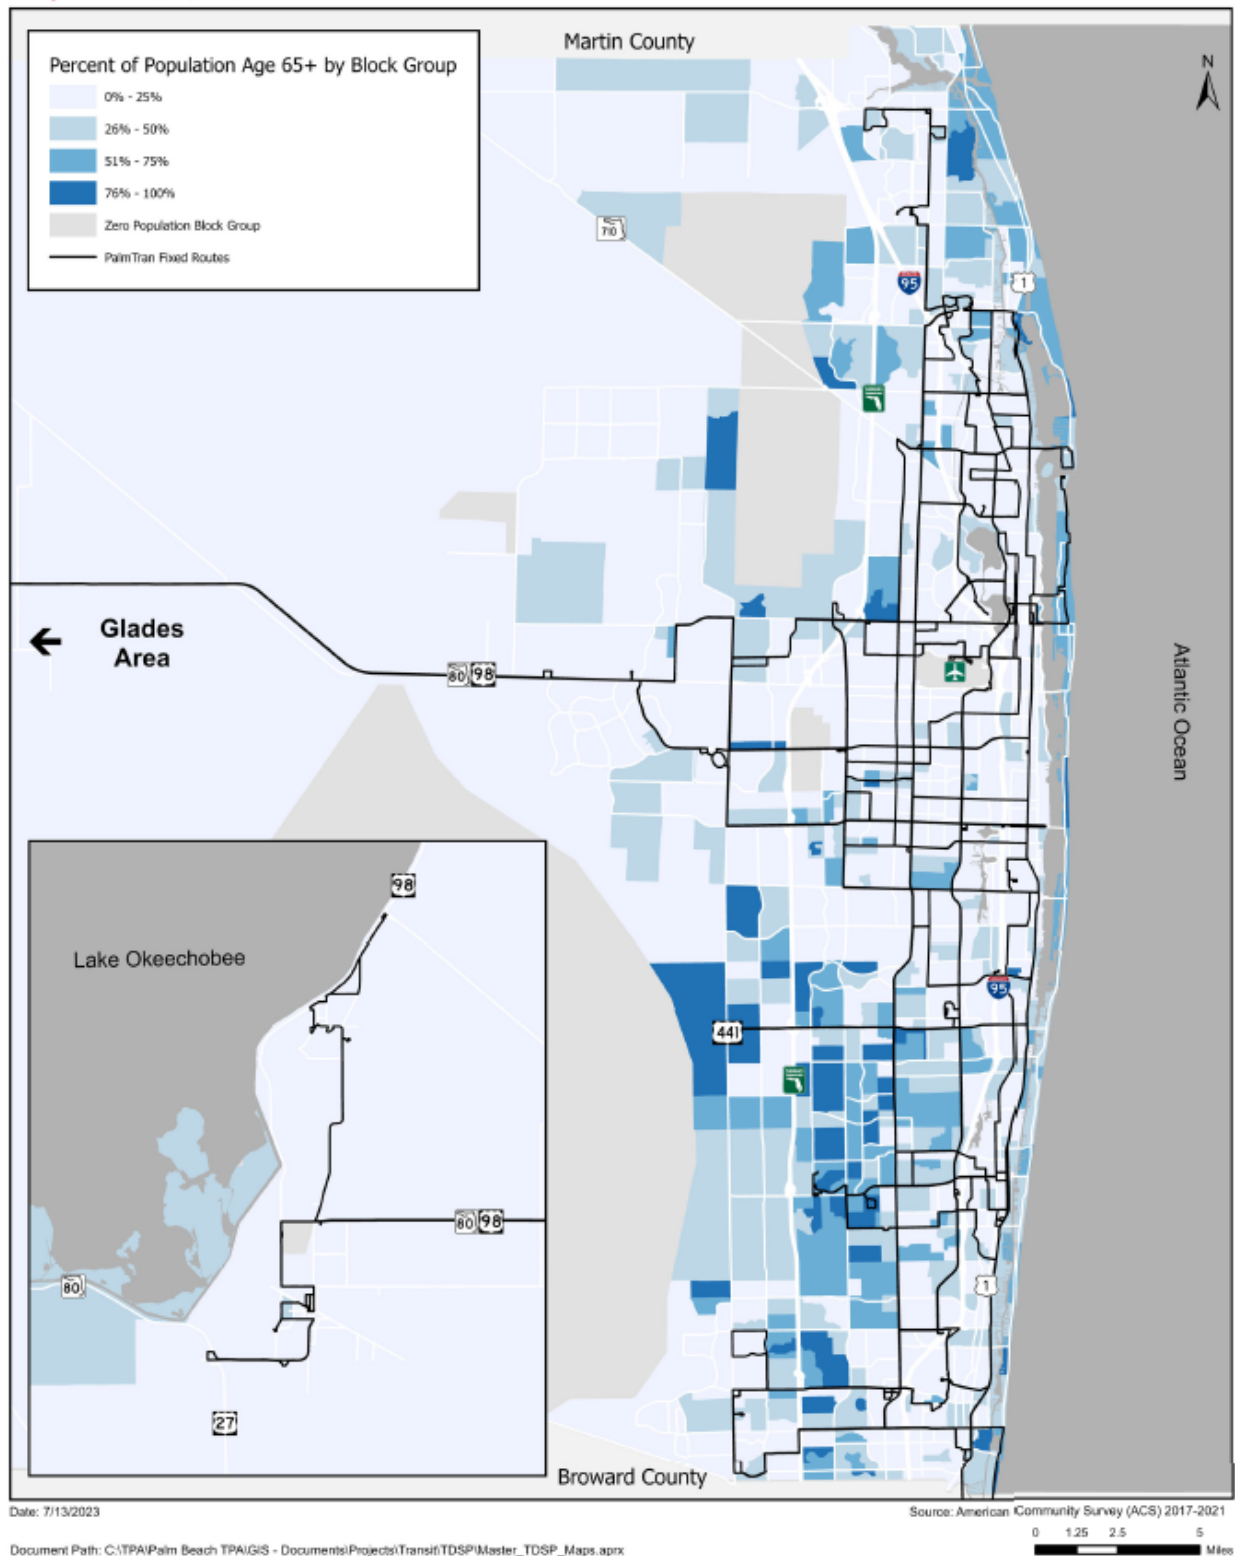 Martin County
N
Percent of Population Age 65+ by Block Group
0% - 25%
26% - 50%
51% - 75%
76% - 100%
Zero Population Block Group
PalmTran Fixed Routes
710
95
1
Glades
Area
80 98
Atlantic Ocean
98
Lake Okeechobee
95
441
80 98
80
1
27
Broward County
Date: 7/13/2023
Source: American Community Survey (ACS) 2017-2021
0 1.25 2.5 5
Miles
Document Path: C:\TPA\Palm Beach TPA\GIS - Documents\Projects\Transit\TDSP\Master_TDSP_Maps.aprx